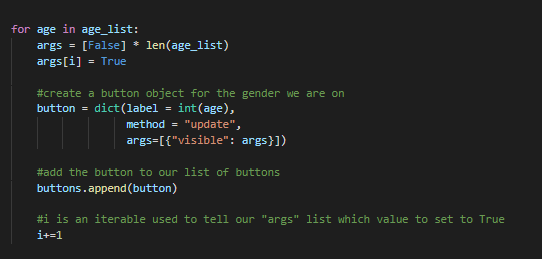 for age in age_list:
args = [False] * len(age_list)
args[i] = True
#create a button object for the gender we are on
button = dict(label = int(age),
method = "update",
args=[{"visible": args}])
#add the button to our list of buttons
buttons.append(button)
#i is an iterable used to tell our "args" list which value to set to True
i+=1